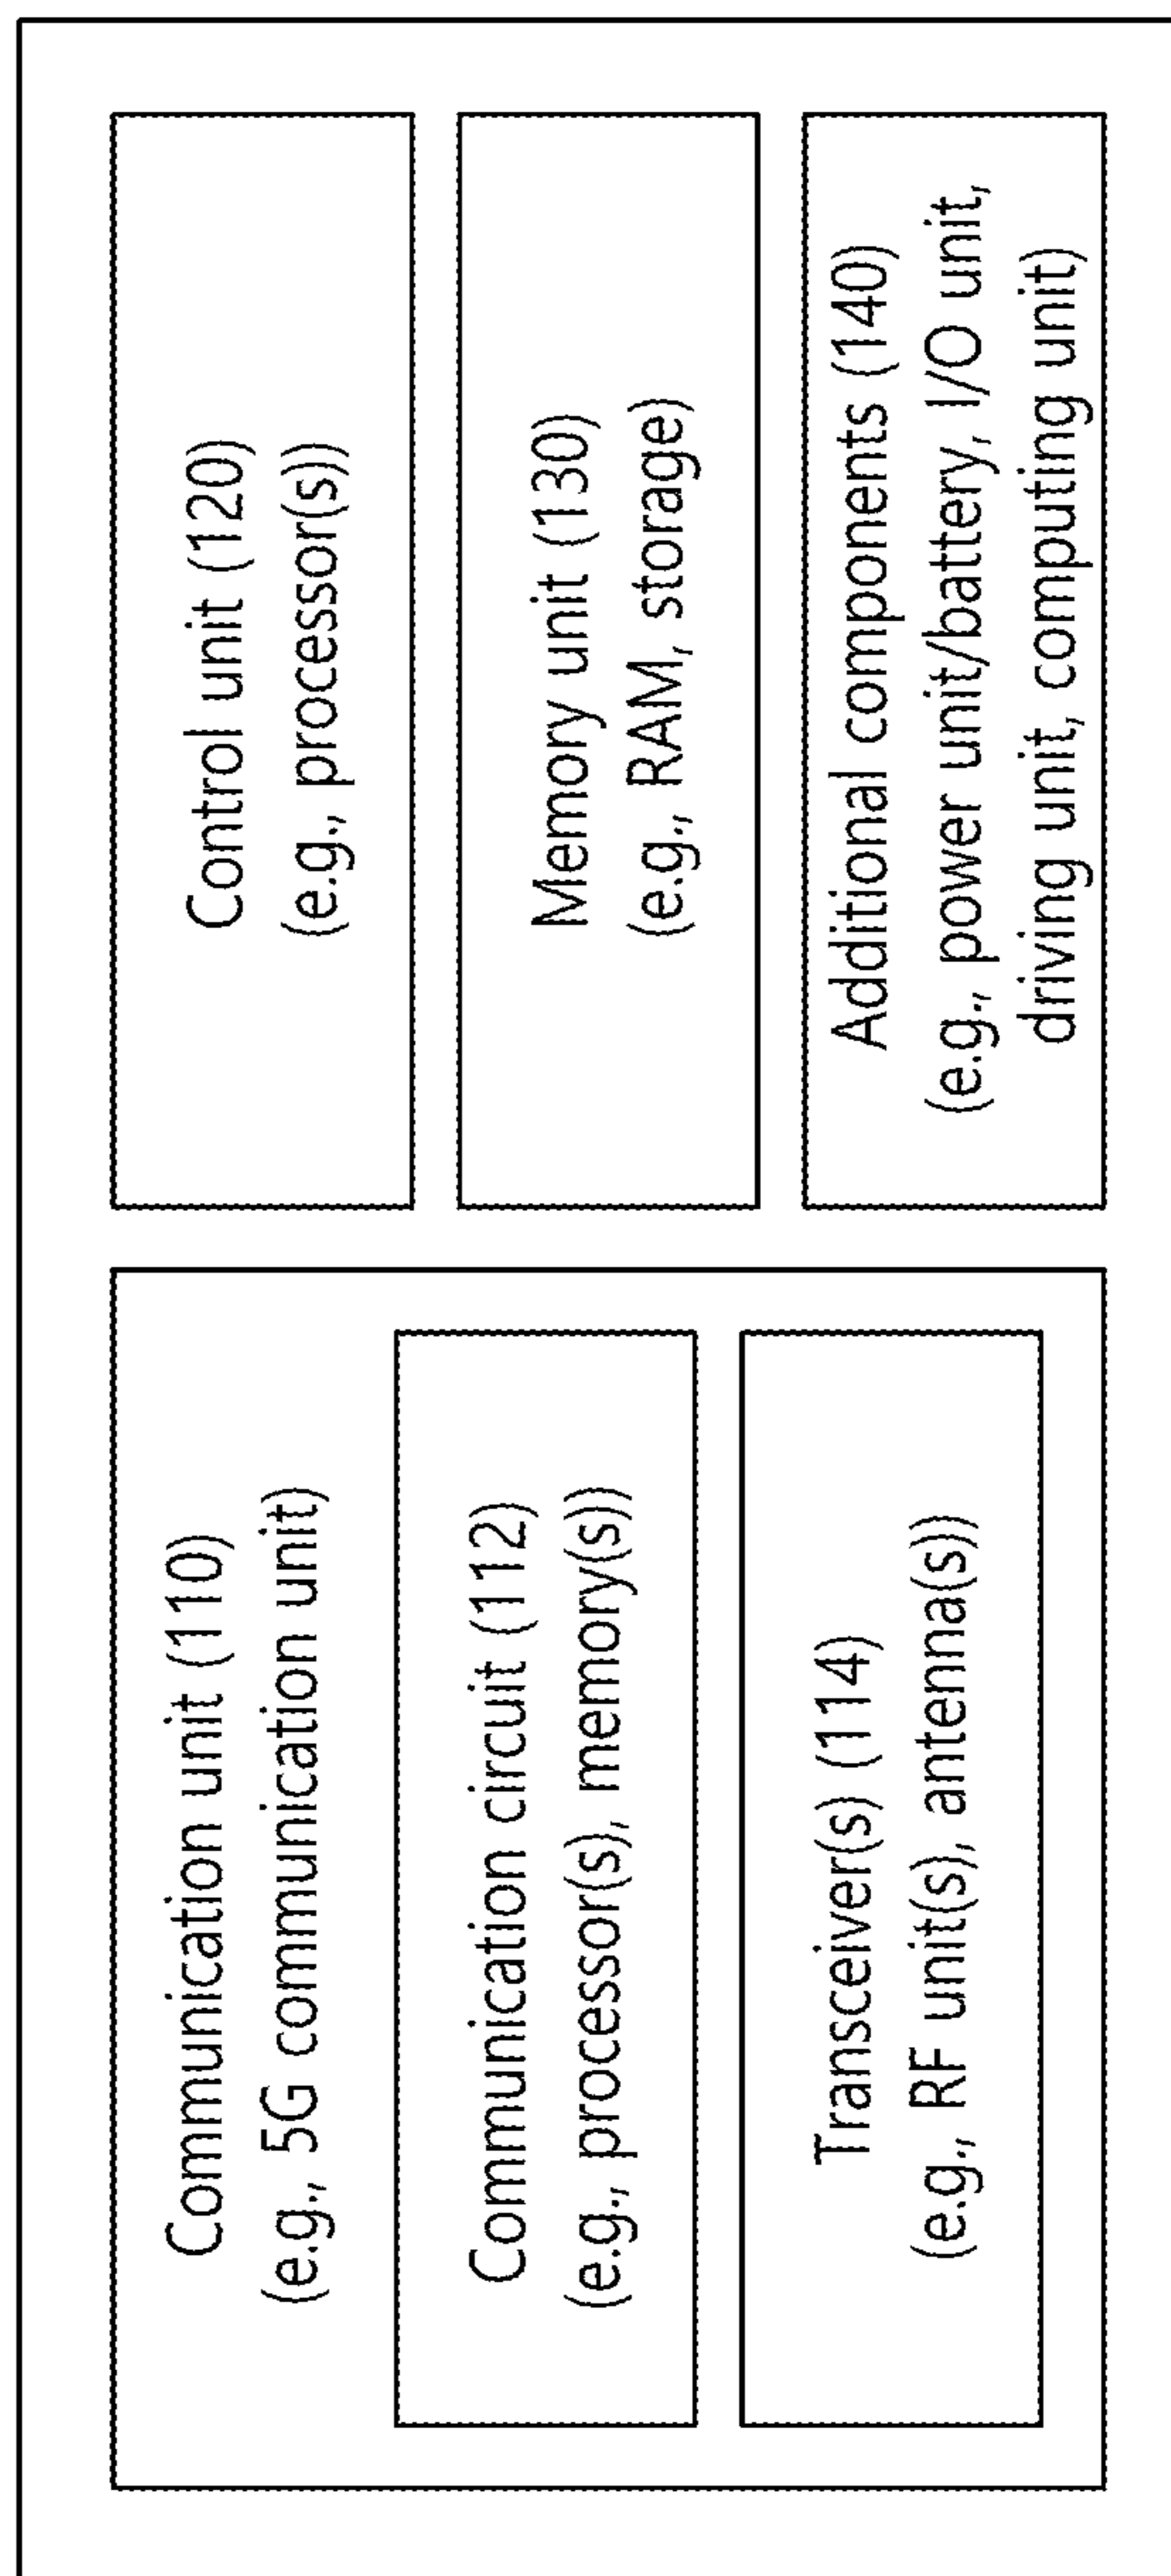 Communication unit (110)
(e.g., 5G communication unit)
Communication circuit (112)
(e.g., processor(s), memory(s))
Transceiver(s) (114)
(e.g., RF unit(s), antenna(s))
Control unit (120)
(e.g., processor(s))
Memory unit (130)
(e.g., RAM, storage)
Additional components (140)
(e.g., power unit/battery, I/O unit,
driving unit, computing unit)